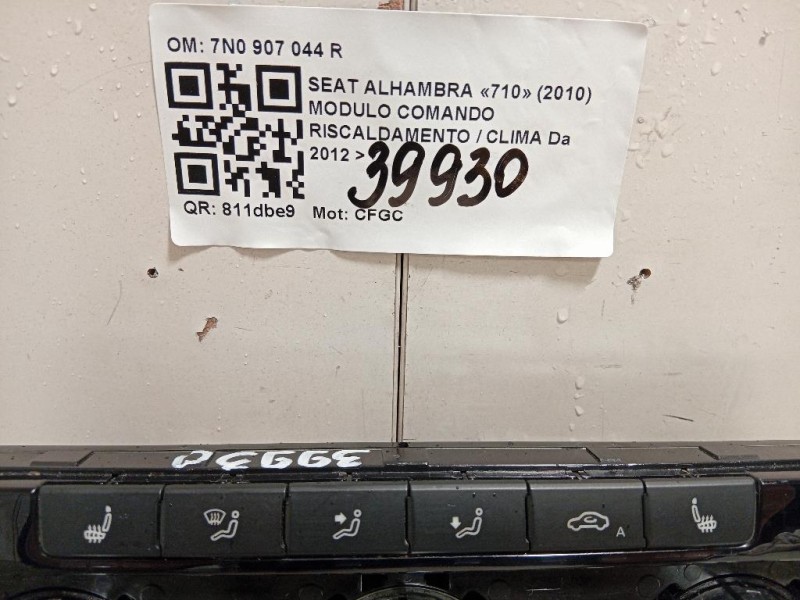 OM: 7N0 907 044 R
SEAT ALHAMBRA «710» (2010)
MODULO COMANDO
RISCALDAMENTO / CLIMA Da
2012 >
39930
QR: 811dbe9 Mot: CFGC
39930
A